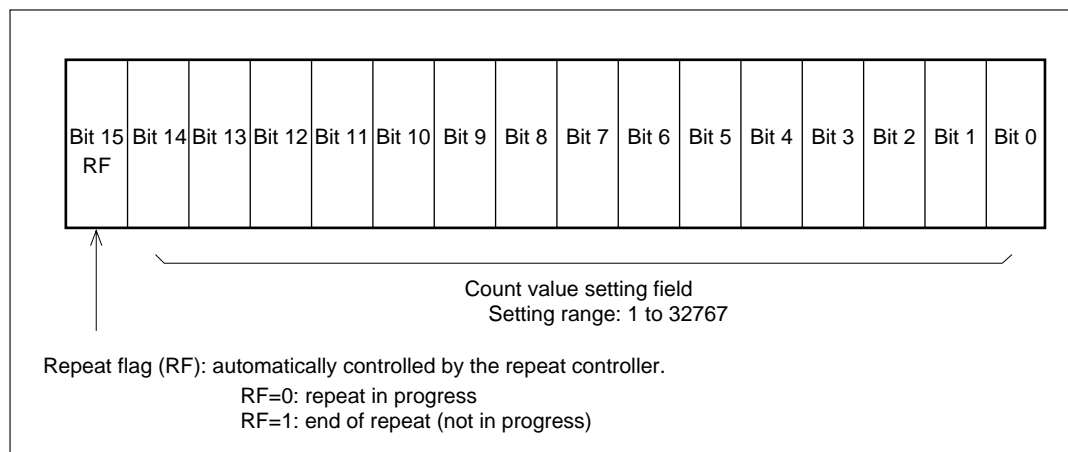 Bit 15 Bit 14 Bit 13 Bit 12 Bit 11 Bit 10 Bit 9 Bit 8 Bit 7 Bit 6 Bit 5 Bit 4 Bit 3 Bit 2 Bit 1 Bit 0
RF
Count value setting field
Setting range: 1 to 32767
Repeat flag (RF): automatically controlled by the repeat controller.
RF=0: repeat in progress
RF=1: end of repeat (not in progress)